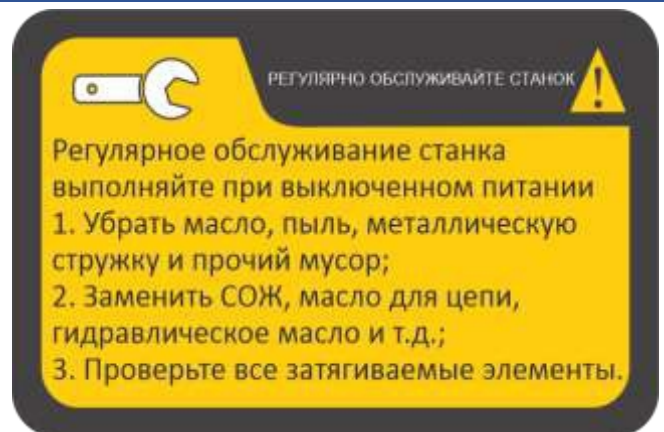 РЕГУЛЯРНО ОБСЛУЖИВАЙТЕ СТАНОК
Регулярное обслуживание станка
выполняйте при выключенном питании
1. Убрать масло, пыль, металлическую
стружку и прочий мусор;
2. Заменить СОЖ, масло для цепи,
гидравлическое масло и т.д.;
3. Проверьте все затягиваемые элементы.